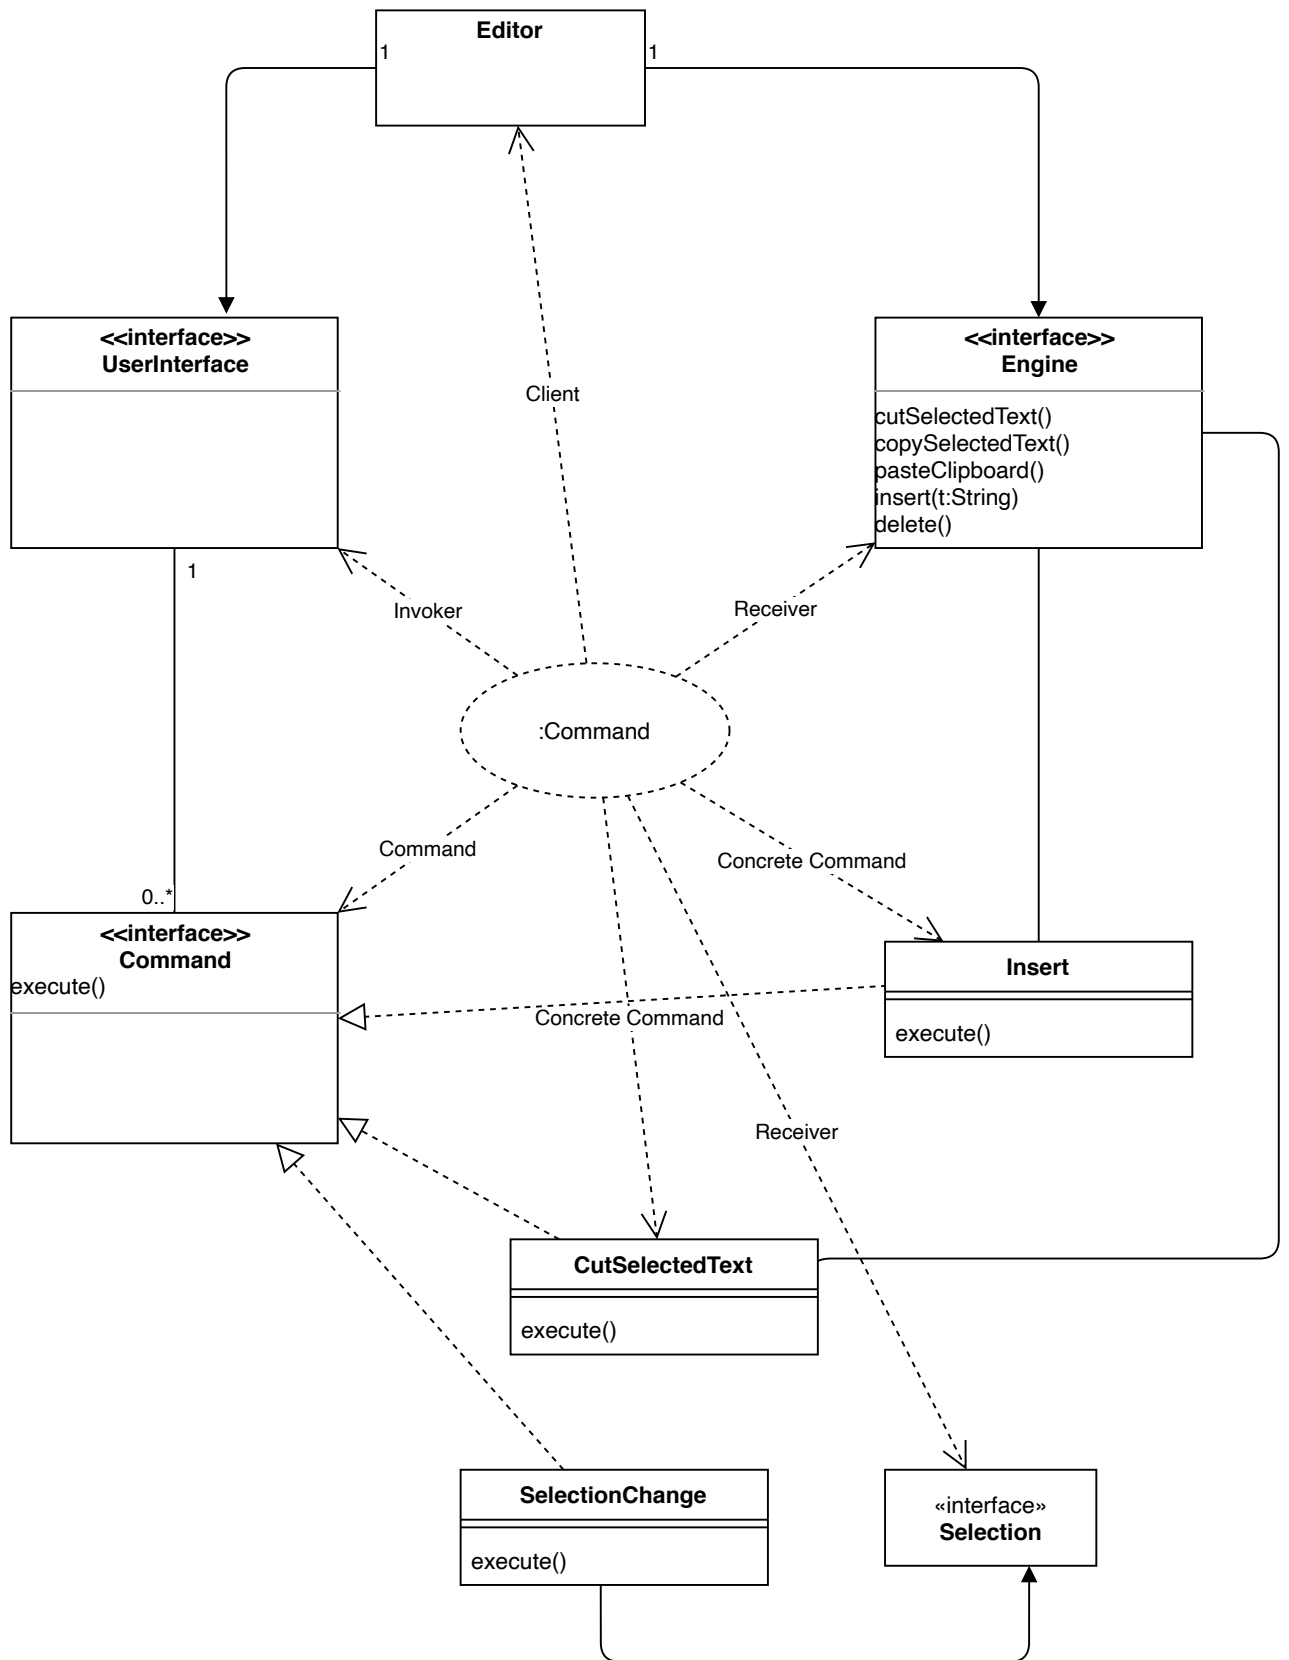 Editor
1
1
<<interface>>
UserInterface
<<interface>>
Engine
cutSelectedText()
copySelectedText()
pasteClipboard()
insert(t:String)
delete()
Client
1
Invoker
Receiver
:Command
Command
Concrete Command
0..*
<<interface>>
Command
execute()
Insert
execute()
Concrete Command
Receiver
CutSelectedText
execute()
SelectionChange
execute()
«interface»
Selection